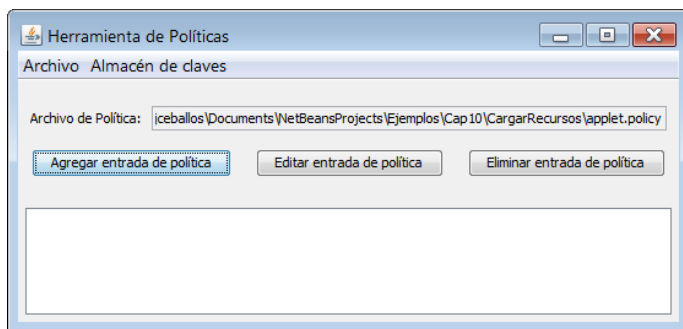 Herramienta de Políticas
Archivo Almacén de claves
Archivo de Política: jceballos\Documents\NetBeansProjects\Ejemplos\Cap10\CargarRecursos\applet.policy
Agregar entrada de política Editar entrada de política Eliminar entrada de política